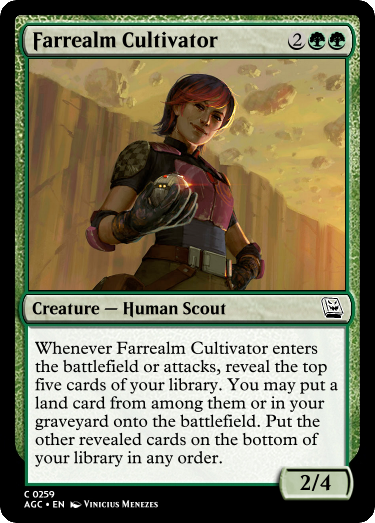 Farrealm Cultivator 2
Creature — Human Scout
Whenever Farrealm Cultivator enters
the battlefield or attacks, reveal the top
five cards of your library. You may put a
land card from among them or in your
graveyard onto the battlefield. Put the
other revealed cards on the bottom of
your library in any order.
2/4
C 0259
AGC • EN Vinicius Menezes